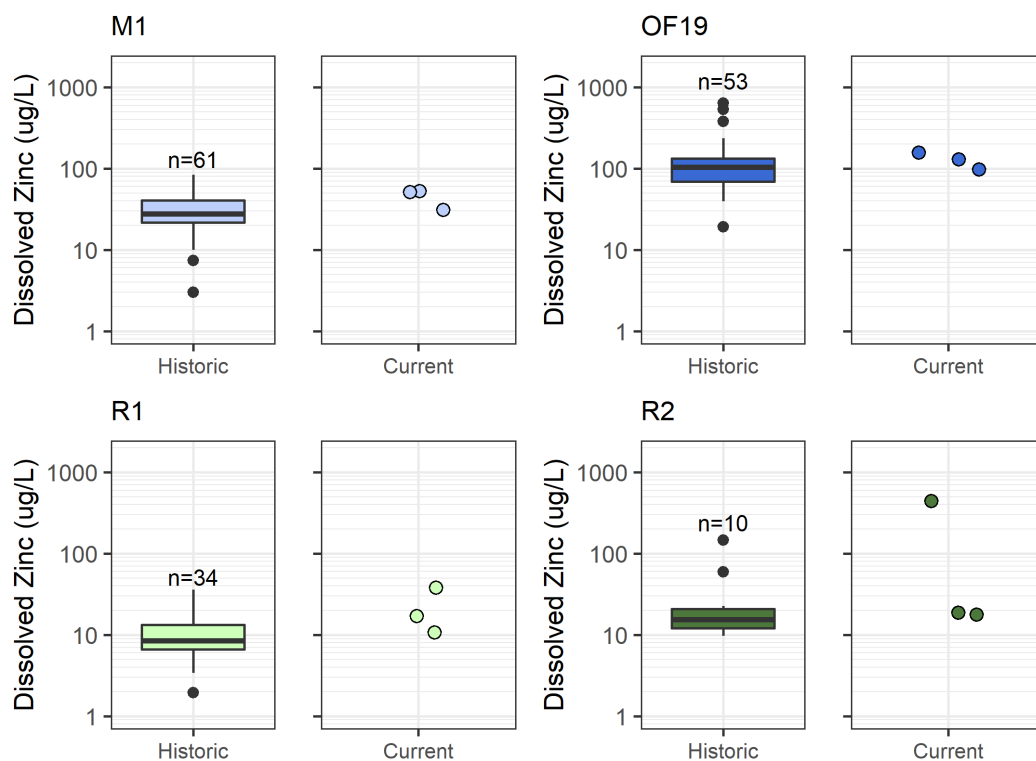 M1
Dissolved Zinc (ug/L)
1000
100
10
1
n=61
Historic
Current
OF19
Dissolved Zinc (ug/L)
1000
100
10
1
n=53
Historic
Current
R1
Dissolved Zinc (ug/L)
1000
100
10
1
n=34
Historic
Current
R2
Dissolved Zinc (ug/L)
1000
100
10
1
n=10
Historic
Current